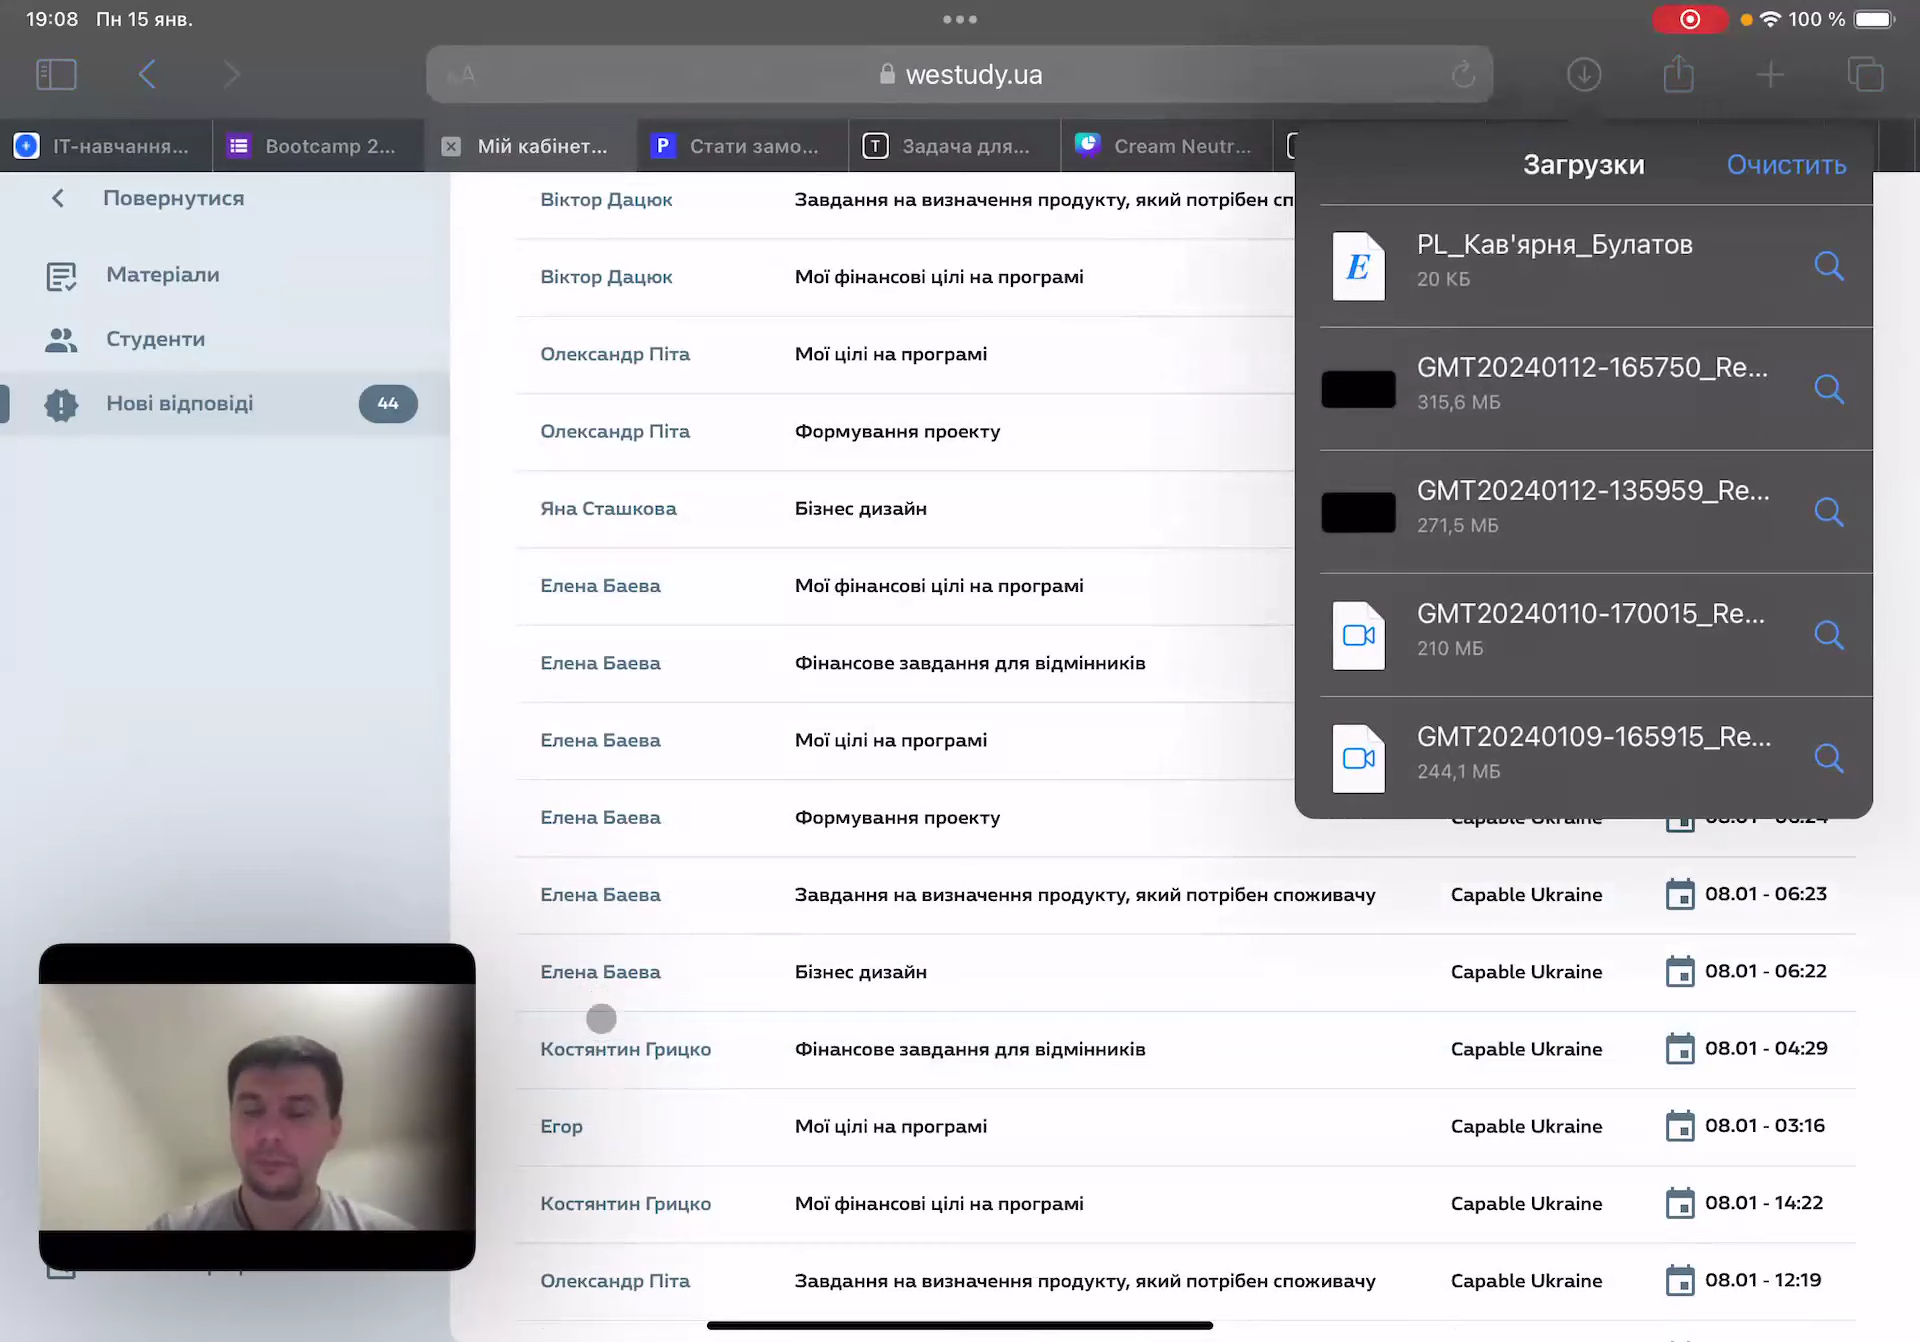 19:08 Пн 15 янв.
100 %
AA
westudy.ua
IT-навчання...
Bootcamp 2...
Мій кабінет...
P
Стати замо...
T
Задача для...
Cream Neutr...
Повернутися
Матеріали
Студенти
Нові відповіді
44
Загрузки
Очистить
E
PL_Кав'ярня_Булатов
20 КБ
GMT20240112-165750_Re...
315,6 МБ
GMT20240112-135959_Re...
271,5 МБ
GMT20240110-170015_Re...
210 МБ
GMT20240109-165915_Re...
244,1 МБ
Віктор Дацюк Завдання на визначення продукту, який потрібен сп
Віктор Дацюк Мої фінансові цілі на програмі
Олександр Піта Мої цілі на програмі
Олександр Піта Формування проекту
Яна Сташкова Бізнес дизайн
Елена Баева Мої фінансові цілі на програмі
Елена Баева Фінансове завдання для відмінників
Елена Баева Мої цілі на програмі
Елена Баева Формування проекту Capable Ukraine 08.01 - 06:24
Елена Баева Завдання на визначення продукту, який потрібен споживачу Capable Ukraine 08.01 - 06:23
Елена Баева Бізнес дизайн Capable Ukraine 08.01 - 06:22
Костянтин Грицко Фінансове завдання для відмінників Capable Ukraine 08.01 - 04:29
Егор Мої цілі на програмі Capable Ukraine 08.01 - 03:16
Костянтин Грицко Мої фінансові цілі на програмі Capable Ukraine 08.01 - 14:22
Олександр Піта Завдання на визначення продукту, який потрібен споживачу Capable Ukraine 08.01 - 12:19